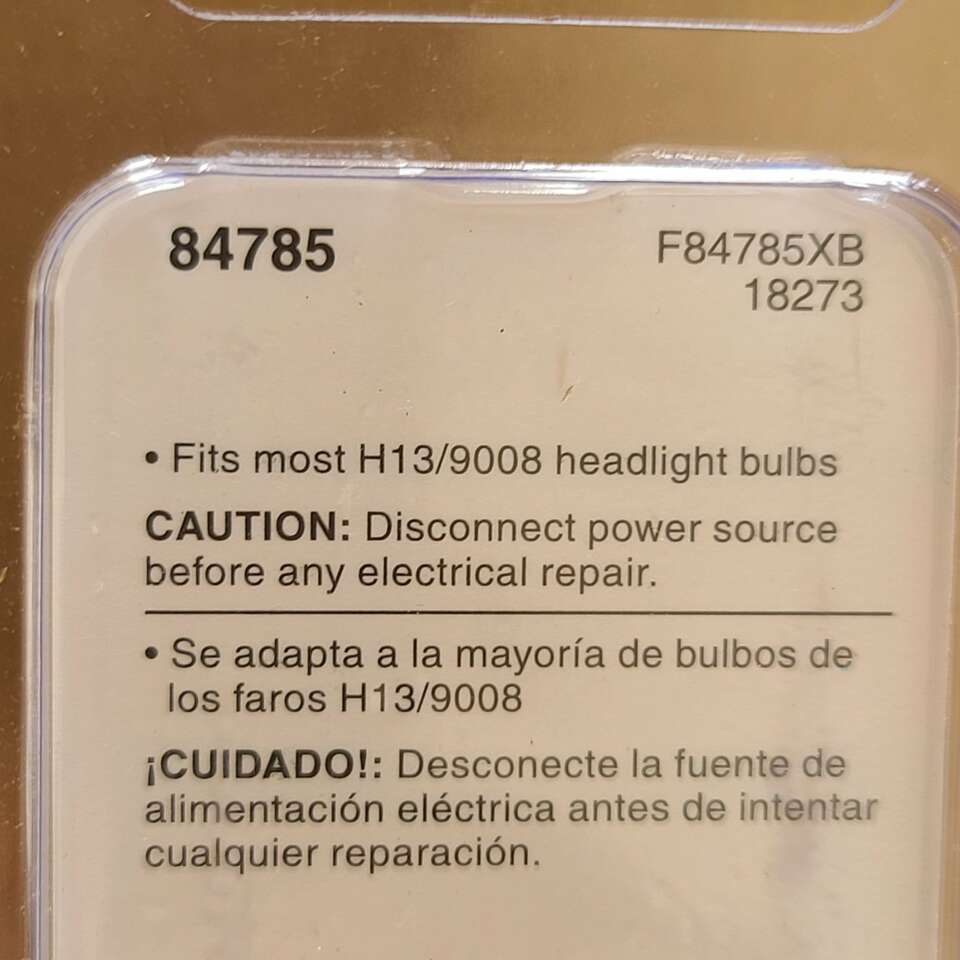 84785
F84785XB
18273
• Fits most H13/9008 headlight bulbs
CAUTION: Disconnect power source
before any electrical repair.
• Se adapta a la mayoría de bulbos de
los faros H13/9008
¡CUIDADO!: Desconecte la fuente de
alimentación eléctrica antes de intentar
cualquier reparación.